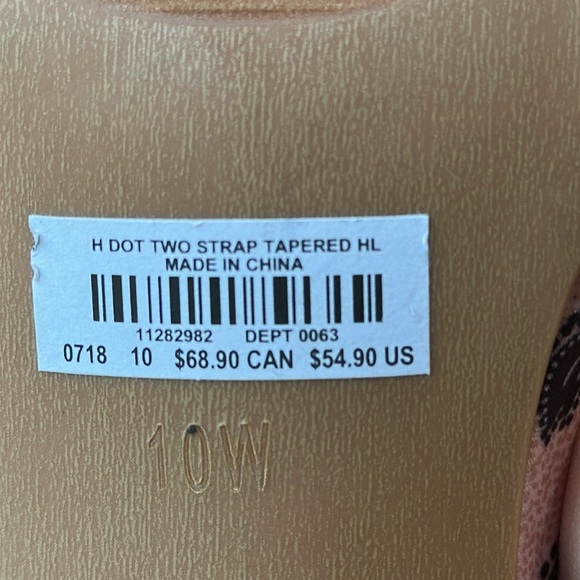 H DOT TWO STRAP TAPERED HL
MADE IN CHINA
11282982 DEPT 0063
0718 10 $68.90 CAN $54.90 US
10W